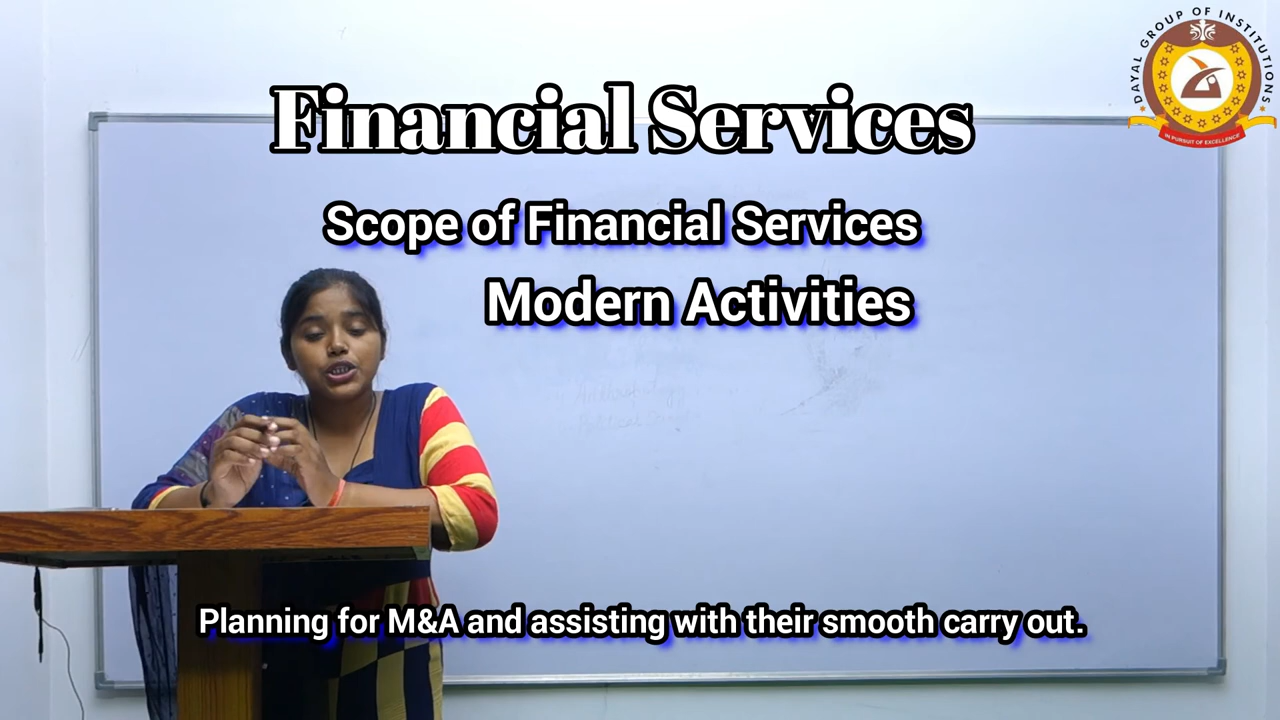 DAYAL GROUP OF INSTITUTIONS
IN PURSUIT OF EXCELLENCE
Financial Services
Scope of Financial Services
Modern Activities
Planning for M&A and assisting with their smooth carry out.